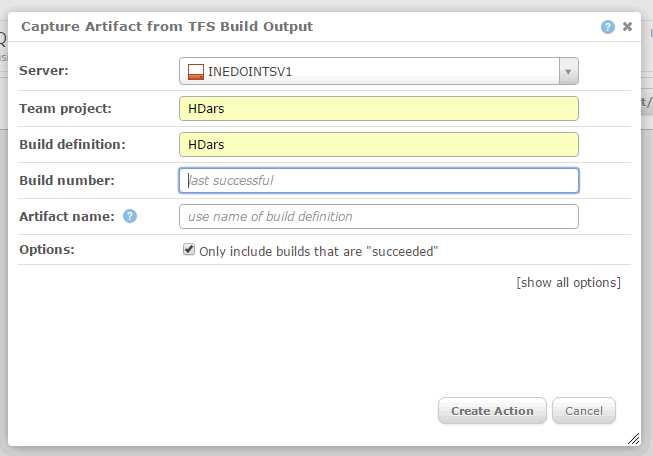 Capture Artifact from TFS Build Output
Server: INEDOINTSV1
Team project: HDars
Build definition: HDars
Build number: last successful
Artifact name: ? use name of build definition
Options: Only include builds that are "succeeded"
[show all options]
Create Action Cancel